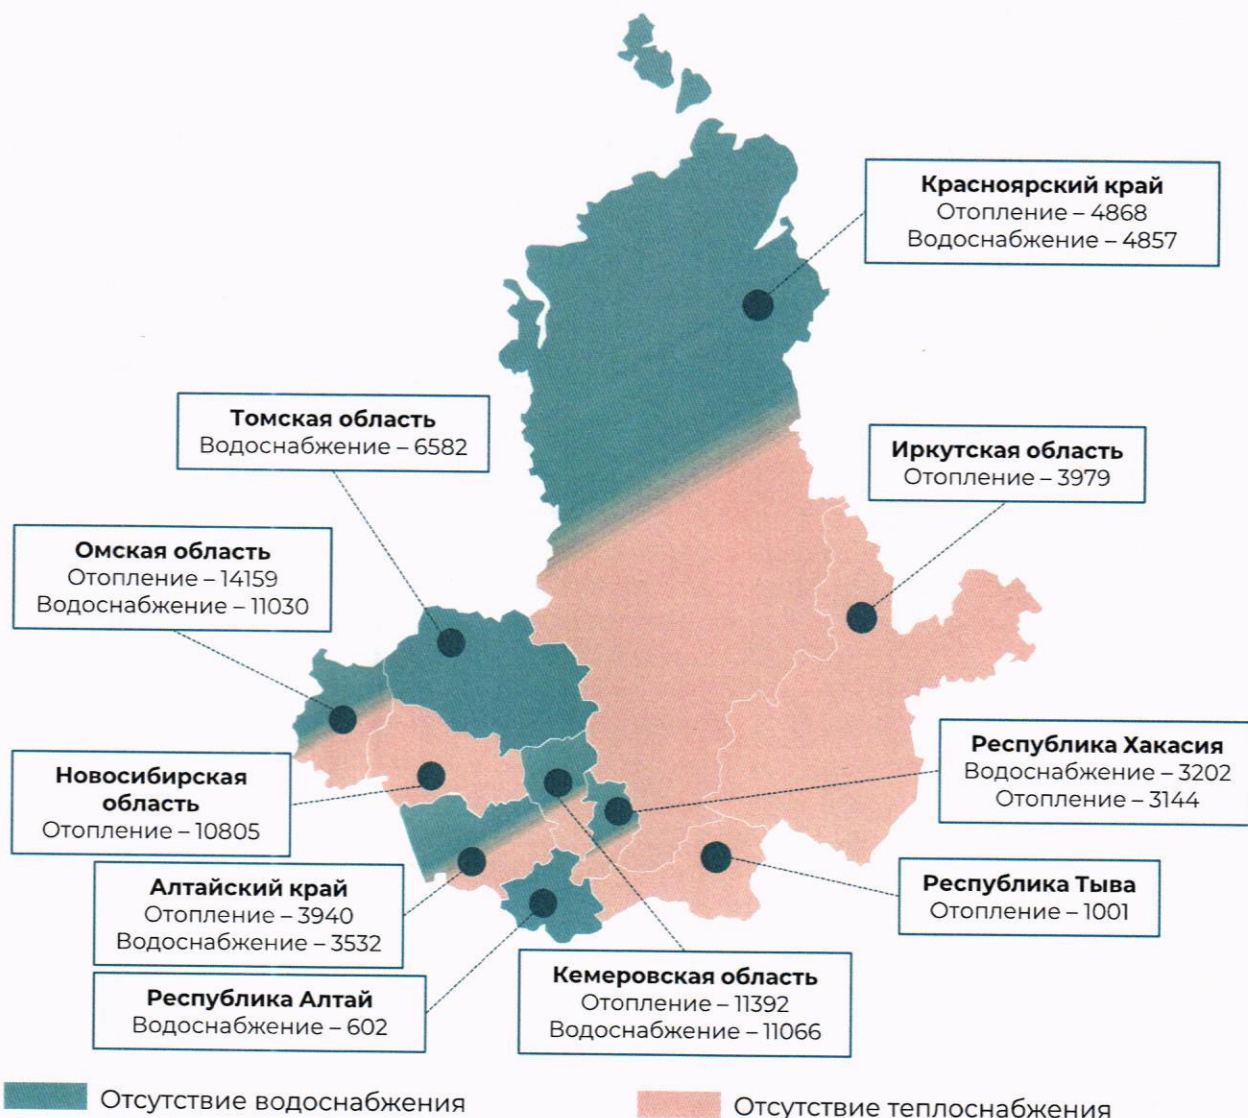 Красноярский край
Отопление – 4868
Водоснабжение – 4857
Томская область
Водоснабжение – 6582
Иркутская область
Отопление – 3979
Омская область
Отопление – 14159
Водоснабжение – 11030
Республика Хакасия
Водоснабжение – 3202
Отопление – 3144
Новосибирская
область
Отопление – 10805
Алтайский край
Отопление – 3940
Водоснабжение – 3532
Республика Тыва
Отопление – 1001
Кемеровская область
Отопление – 11392
Водоснабжение – 11066
Республика Алтай
Водоснабжение – 602
Отсутствие водоснабжения
Отсутствие теплоснабжения